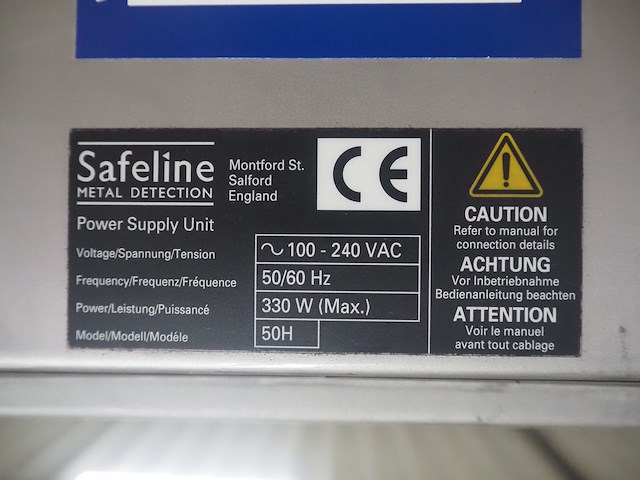 Safeline
METAL DETECTION
Montford St.
Salford
England
CE
Power Supply Unit
Voltage/Spannung/Tension ~ 100 - 240 VAC
Frequency/Frequenz/Fréquence 50/60 Hz
Power/Leistung/Puissancé 330 W (Max.)
Model/Modell/Modéle 50H
CAUTION
Refer to manual for
connection details
ACHTUNG
Vor Inbetriebnahme
Bedienanleitung beachten
ATTENTION
Voir le manuel
avant tout cablage